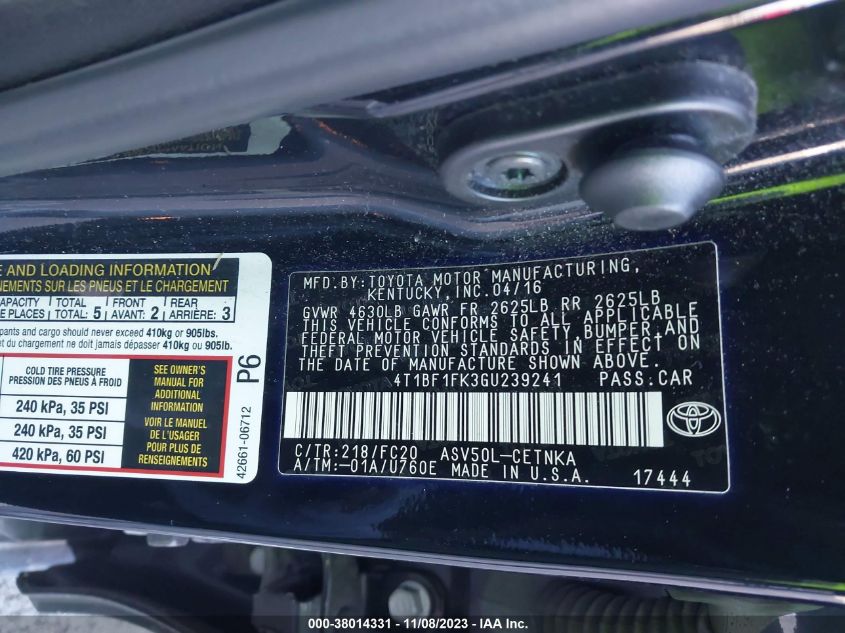 E AND LOADING INFORMATION
NEMENTS SUR LES PNEUS ET LE CHARGEMENT
CAPACITY TOTAL 5 FRONT 2 REAR 3
PLACES TOTAL AVANT: ARRIÈRE:
pants and cargo should never exceed 410kg or 905lbs.
et du chargement ne doit jamais dépasser 410kg ou 905lb.
COLD TIRE PRESSURE
PRESSION DES PNEUS À FROID
240 kPa, 35 PSI
240 kPa, 35 PSI
420 kPa, 60 PSI
SEE OWNER'S
MANUAL FOR
ADDITIONAL
INFORMATION
VOIR LE MANUEL
DE L'USAGER
POUR PLUS DE
RENSEIGNEMENTS
P6
42661-06712
MFD.BY:TOYOTA MOTOR MANUFACTURING,
KENTUCKY, INC.04/16
GVWR 4630LB GAWR FR 2625LB RR 2625LB
THIS VEHICLE CONFORMS TO ALL APPLICABLE
FEDERAL MOTOR VEHICLE SAFETY, BUMPER,AND
THEFT PREVENTION STANDARDS IN EFFECT ON
THE DATE OF MANUFACTURE SHOWN ABOVE.
4T1BF1FK3GU239241 PASS.CAR
C/TR:218/FC20 ASV50L-CETNKA
A/TM:-01A/U760E MADE IN U.S.A.
17444
000-38014331 - 11/08/2023 - IAA Inc.